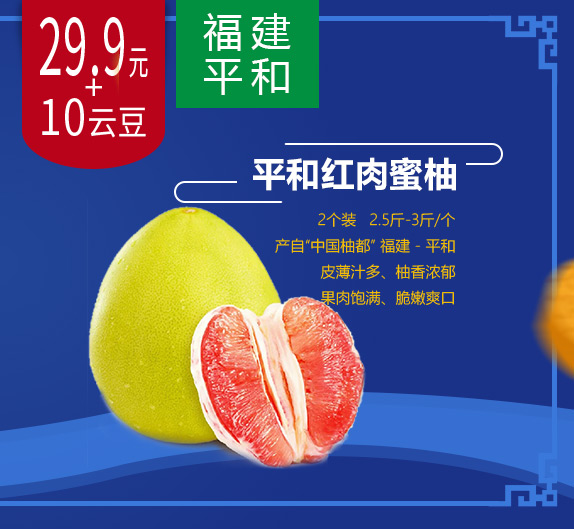 29.9元
+
10云豆
福建
平和
平和红肉蜜柚
2个装 2.5斤-3斤/个
产自“中国柚都” 福建 - 平和
皮薄汁多、柚香浓郁
果肉饱满、脆嫩爽口